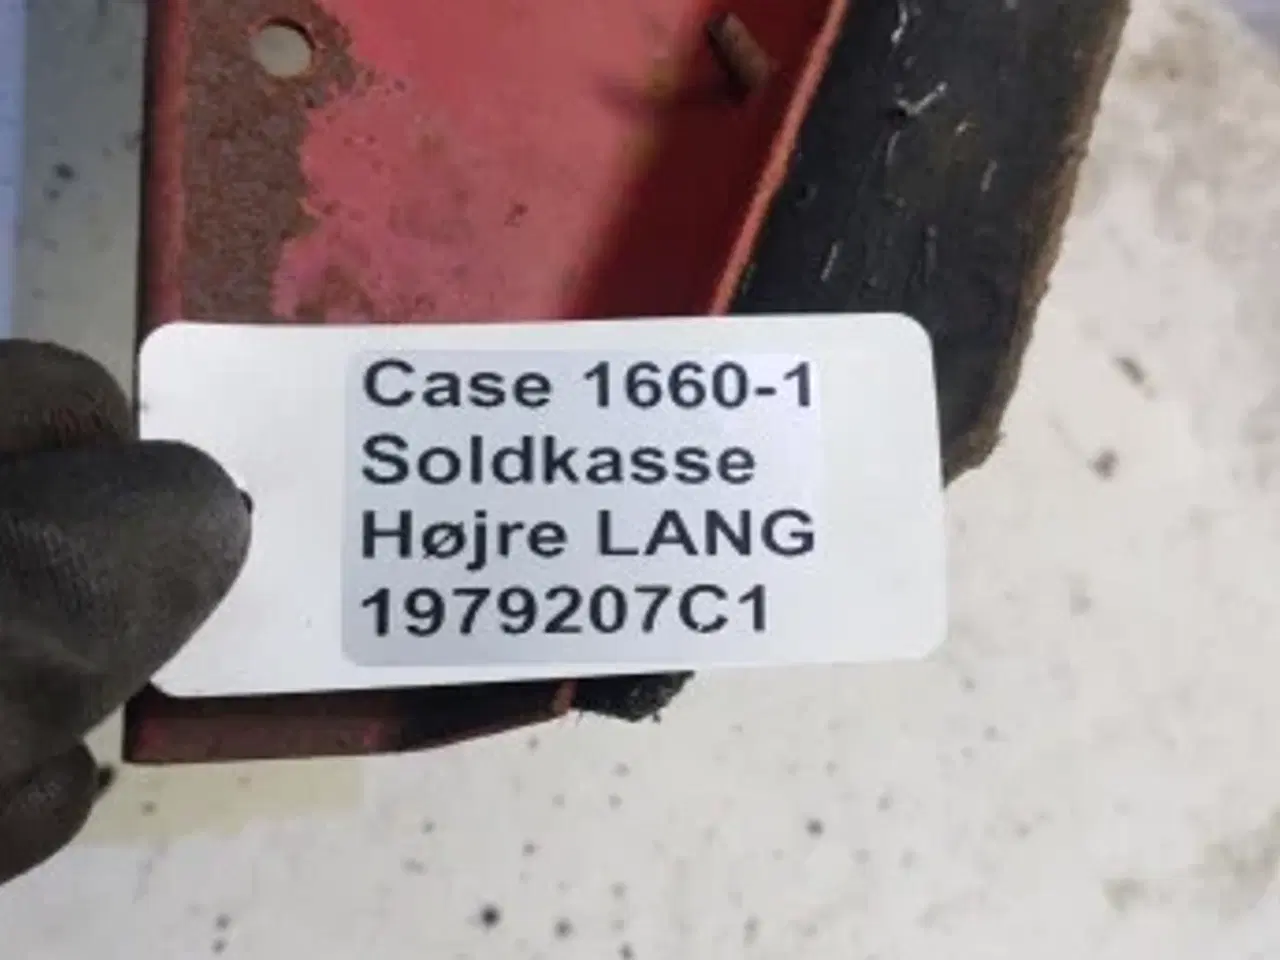 Case 1660-1
Soldkasse
Højre LANG
1979207C1